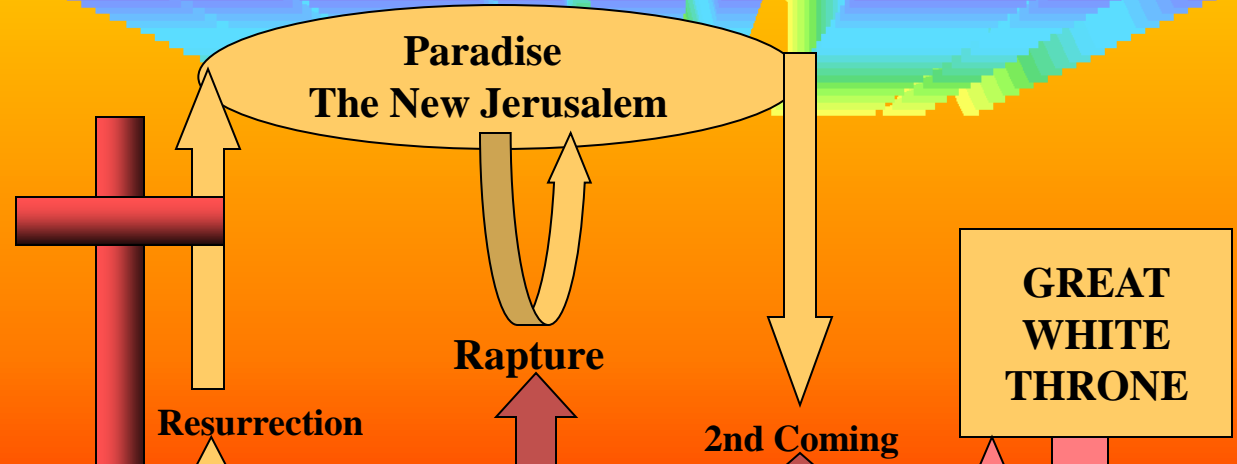 Paradise
The New Jerusalem
Rapture
Resurrection
2nd Coming
GREAT
WHITE
THRONE